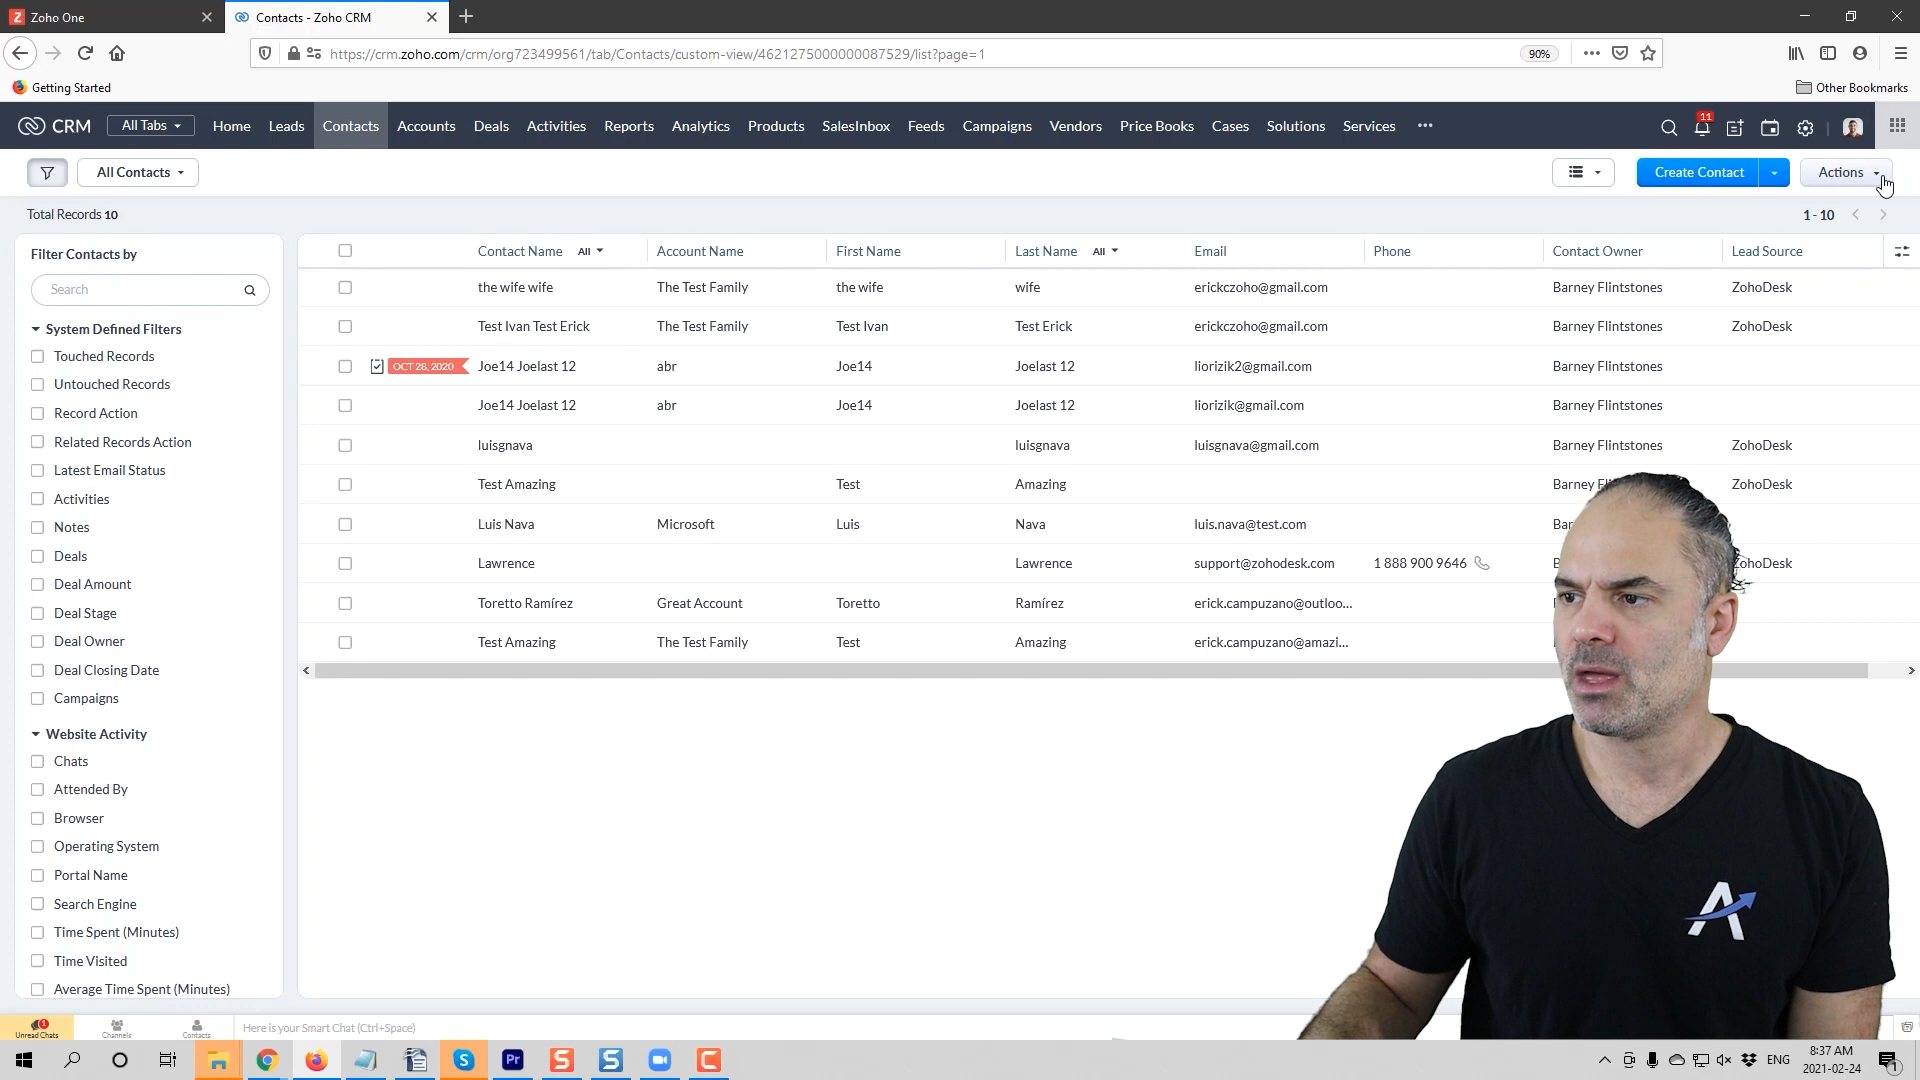 Zoho One
Contacts - Zoho CRM
https://crm.zoho.com/crm/org723499561/tab/Contacts/custom-view/4621275000000087529/list?page=1
90%
Getting Started
Other Bookmarks
CRM
All Tabs
Home
Leads
Contacts
Accounts
Deals
Activities
Reports
Analytics
Products
SalesInbox
Feeds
Campaigns
Vendors
Price Books
Cases
Solutions
Services
11
All Contacts
Create Contact
Actions
Total Records 10
1 - 10
Filter Contacts by
Search
System Defined Filters
Touched Records
Untouched Records
Record Action
Related Records Action
Latest Email Status
Activities
Notes
Deals
Deal Amount
Deal Stage
Deal Owner
Deal Closing Date
Campaigns
Website Activity
Chats
Attended By
Browser
Operating System
Portal Name
Search Engine
Time Spent (Minutes)
Time Visited
Average Time Spent (Minutes)
Contact Name All Account Name First Name Last Name All Email Phone Contact Owner Lead Source
the wife wife The Test Family the wife wife erickczoho@gmail.com Barney Flintstones ZohoDesk
Test Ivan Test Erick The Test Family Test Ivan Test Erick erickczoho@gmail.com Barney Flintstones ZohoDesk
OCT 28, 2020 Joe14 Joelast 12 abr Joe14 Joelast 12 liorizik2@gmail.com Barney Flintstones
Joe14 Joelast 12 abr Joe14 Joelast 12 liorizik@gmail.com Barney Flintstones
luisgnava luisgnava luisgnava@gmail.com Barney Flintstones ZohoDesk
Test Amazing Test Amazing Barney ZohoDesk
Luis Nava Microsoft Luis Nava luis.nava@test.com
Lawrence Lawrence support@zohodesk.com 1 888 900 9646 ZohoDesk
Toretto Ramírez Great Account Toretto Ramírez erick.campuzano@outloo...
Test Amazing The Test Family Test Amazing erick.campuzano@amazi...
Unread Chats
Channels
Contacts
Here is your Smart Chat (Ctrl+Space)
ENG
8:37 AM
2021-02-24